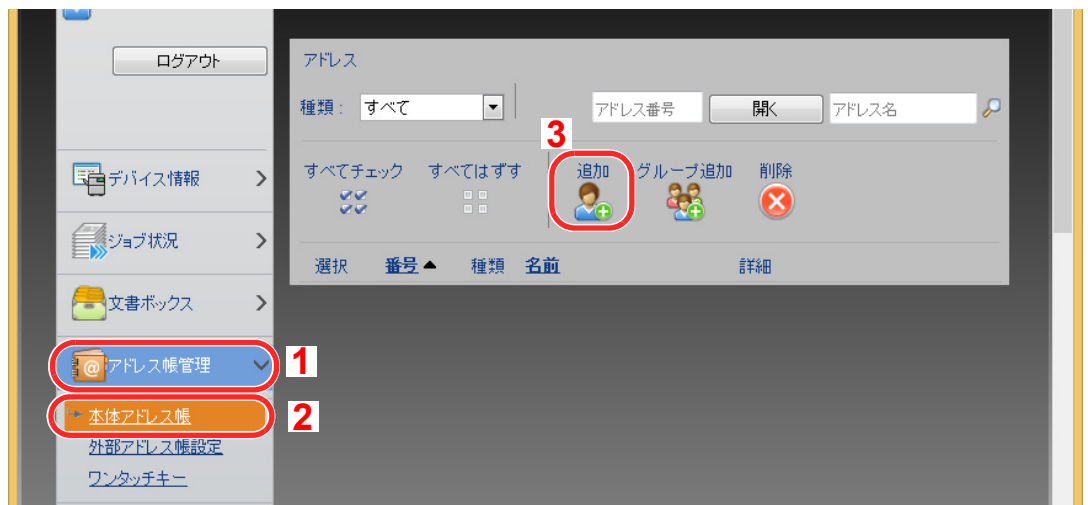 ログアウト
アドレス
種類： すべて アドレス番号 開く アドレス名
3
すべてチェック すべてはずす 追加 グループ追加 削除
デバイス情報
ジョブ状況
選択 番号▲ 種類 名前 詳細
文書ボックス
アドレス帳管理 1
本体アドレス帳 2
外部アドレス帳設定
ワンタッチキー